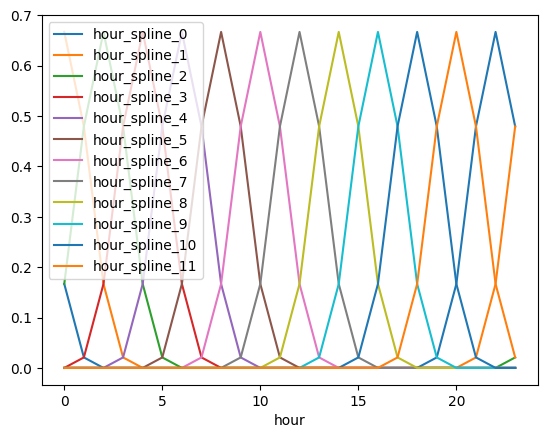 0.7
0.6
0.5
0.4
0.3
0.2
0.1
0.0
hour_spline_0
hour_spline_1
hour_spline_2
hour_spline_3
hour_spline_4
hour_spline_5
hour_spline_6
hour_spline_7
hour_spline_8
hour_spline_9
hour_spline_10
hour_spline_11
0 5 10 15 20
hour